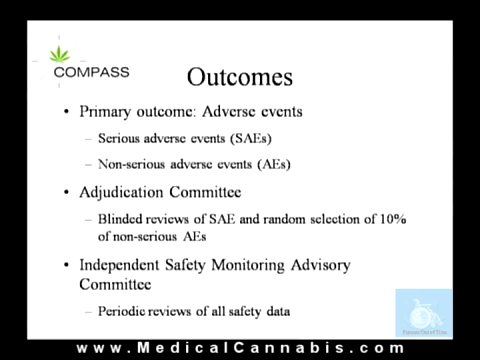 COMPASS
Outcomes
• Primary outcome: Adverse events
– Serious adverse events (SAEs)
– Non-serious adverse events (AEs)
• Adjudication Committee
– Blinded reviews of SAE and random selection of 10%
of non-serious AEs
• Independent Safety Monitoring Advisory
Committee
– Periodic reviews of all safety data
www.MedicalCannabis.com